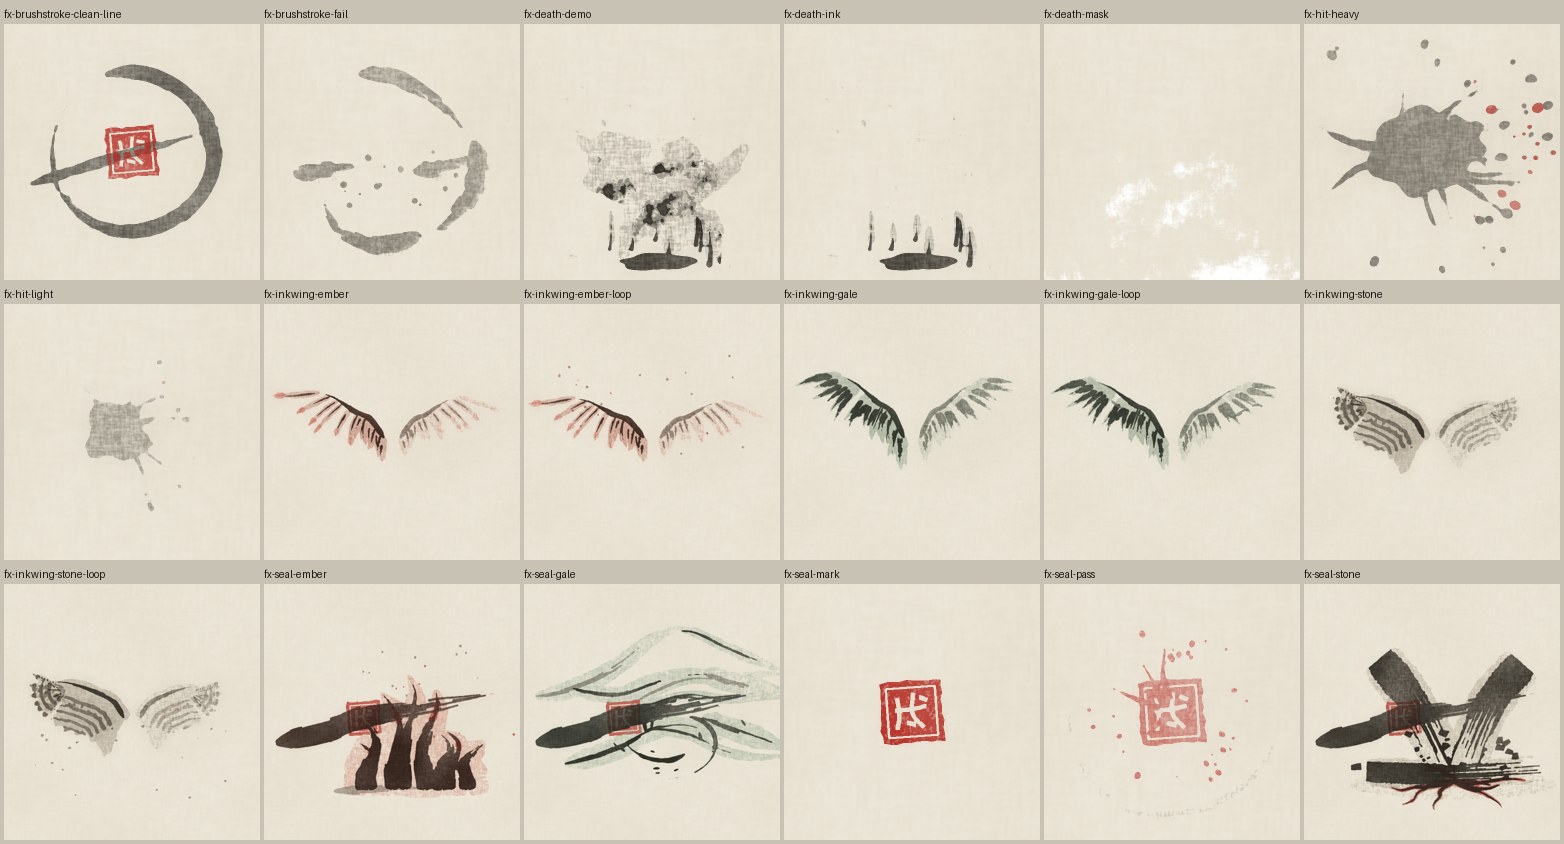 fx-brushstroke-clean-line
fx-brushstroke-fail
fx-death-demo
fx-death-ink
fx-death-mask
fx-hit-heavy
fx-hit-light
fx-inkwing-ember
fx-inkwing-ember-loop
fx-inkwing-gale
fx-inkwing-gale-loop
fx-inkwing-stone
fx-inkwing-stone-loop
fx-seal-ember
fx-seal-gale
fx-seal-mark
fx-seal-pass
fx-seal-stone